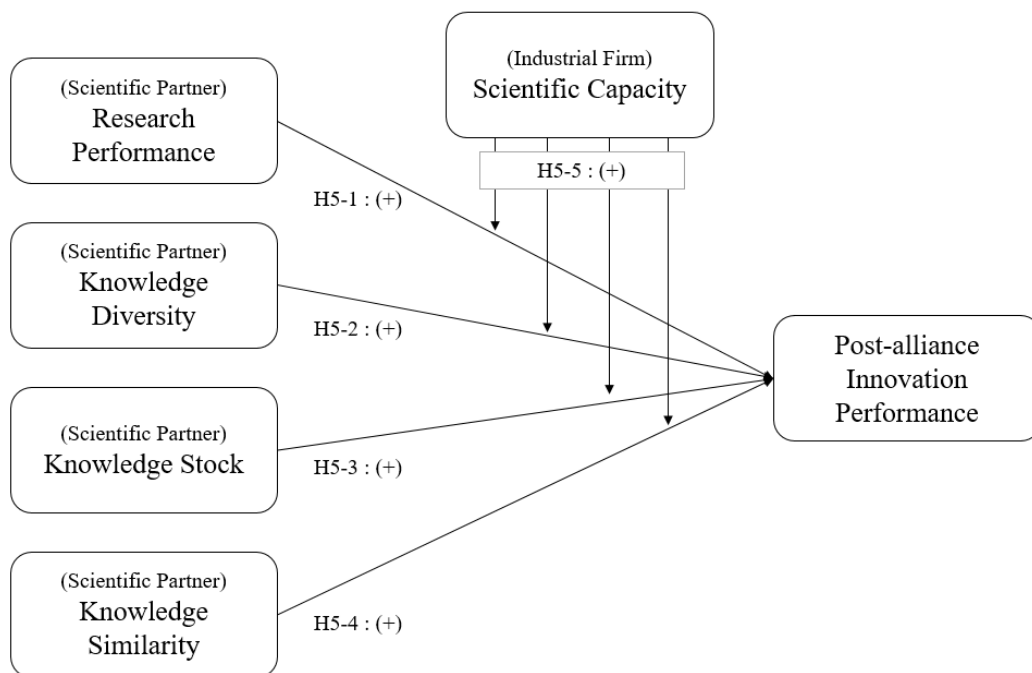 (Industrial Firm)
Scientific Capacity
H5-5 : (+)
(Scientific Partner)
Research
Performance
H5-1 : (+)
(Scientific Partner)
Knowledge
Diversity
H5-2 : (+)
(Scientific Partner)
Knowledge Stock
H5-3 : (+)
(Scientific Partner)
Knowledge
Similarity
H5-4 : (+)
Post-alliance
Innovation
Performance